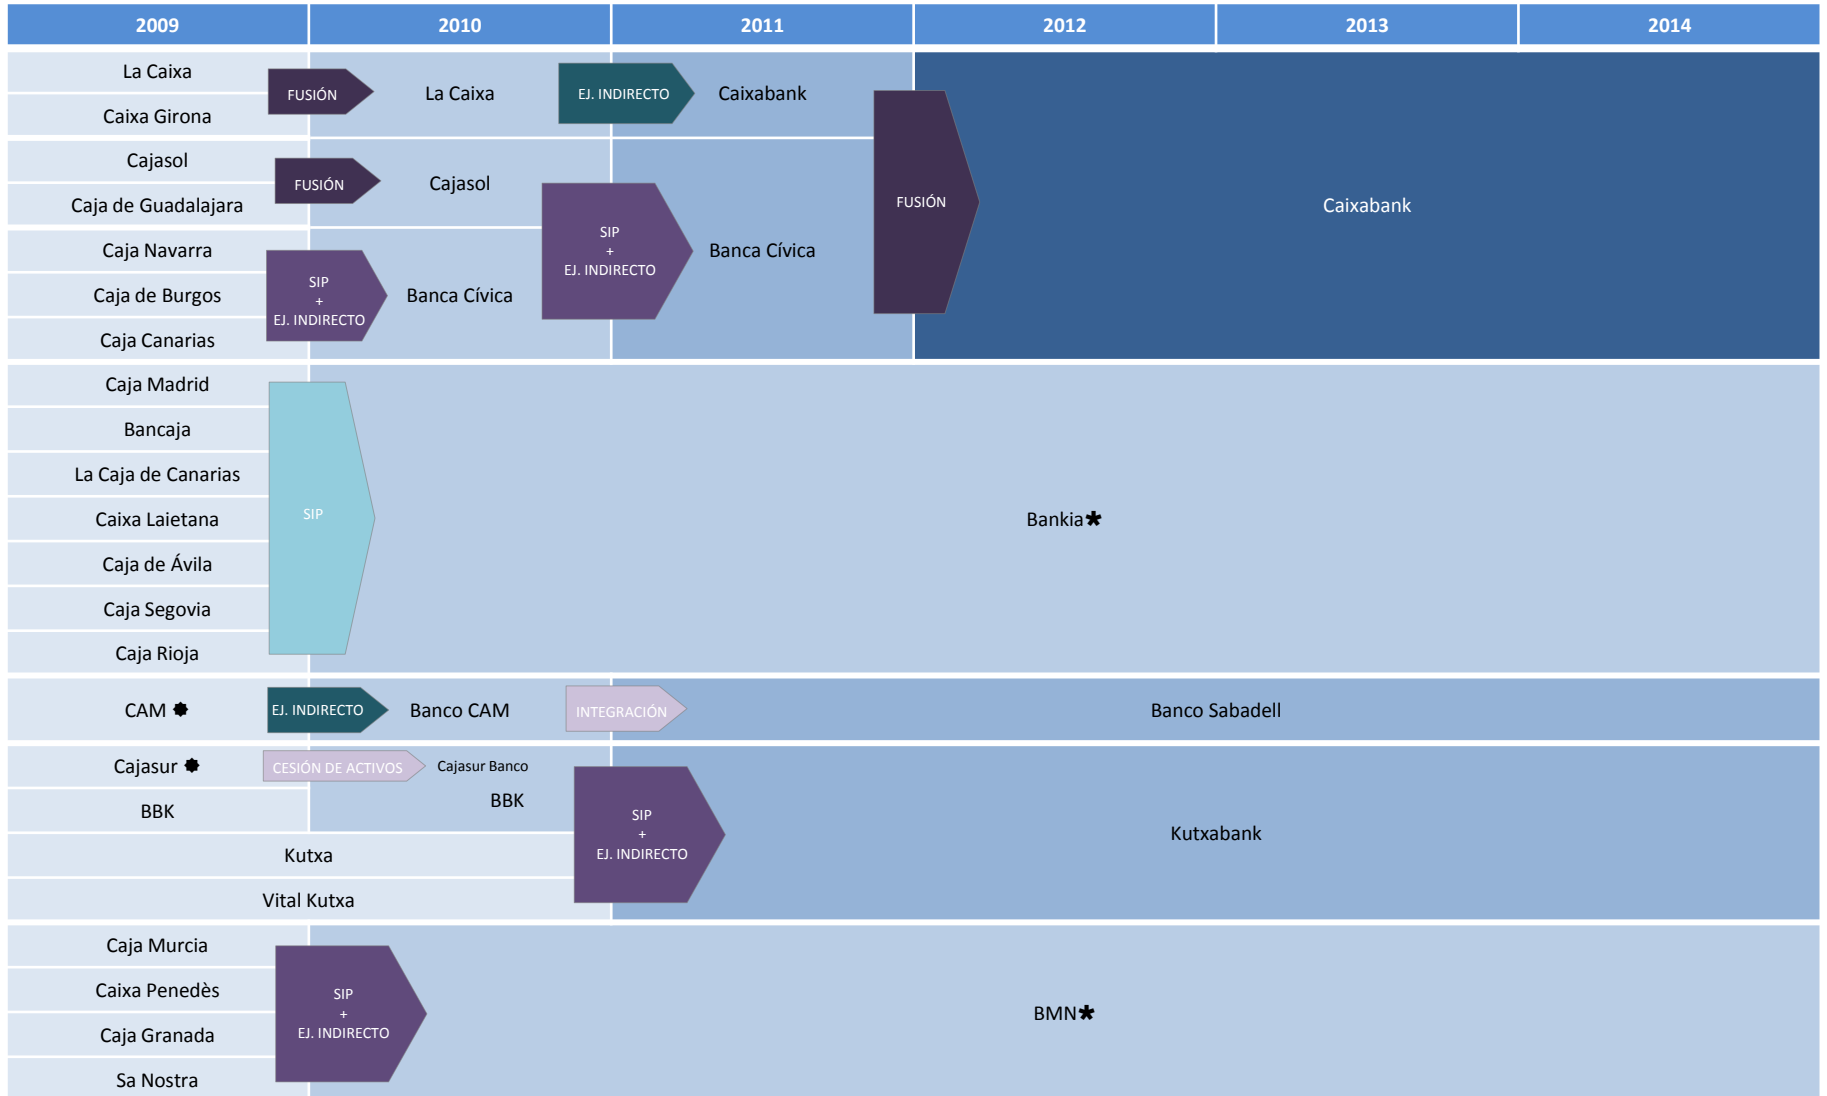 2009 2010 2011 2012 2013 2014
La Caixa
Caixa Girona
FUSIÓN
La Caixa
EJ. INDIRECTO
Caixabank
Cajasol
Caja de Guadalajara
FUSIÓN
Cajasol
Caja Navarra
Caja de Burgos
Caja Canarias
SIP
+
EJ. INDIRECTO
Banca Cívica
SIP
+
EJ. INDIRECTO
Banca Cívica
FUSIÓN
Caixabank
Caja Madrid
Bancaja
La Caja de Canarias
Caixa Laietana
Caja de Ávila
Caja Segovia
Caja Rioja
SIP
Bankia*
CAM
EJ. INDIRECTO
Banco CAM
INTEGRACIÓN
Banco Sabadell
Cajasur
CESIÓN DE ACTIVOS
Cajasur Banco
BBK
BBK
Kutxa
Vital Kutxa
SIP
+
EJ. INDIRECTO
Kutxabank
Caja Murcia
Caixa Penedès
Caja Granada
Sa Nostra
SIP
+
EJ. INDIRECTO
BMN*